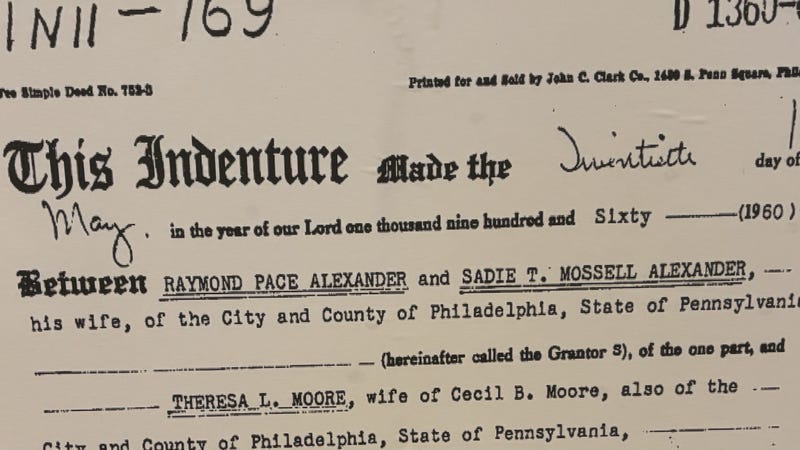 1N11-169
D 1360-
Fee Simple Deed No. 752-S
Printed for and Sold by John C. Clark Co., 1480 S. Penn Square, Phil
This Indenture Made the Twentieth day of
May. in the year of our Lord one thousand nine hundred and Sixty (1960)
Between RAYMOND PACE ALEXANDER and SADIE T. MOSSELL ALEXANDER,
his wife, of the City and County of Philadelphia, State of Pennsylvania
(hereinafter called the Grantor S), of the one part, and
THERESA L. MOORE, wife of Cecil B. Moore, also of the
City and County of Philadelphia, State of Pennsylvania,